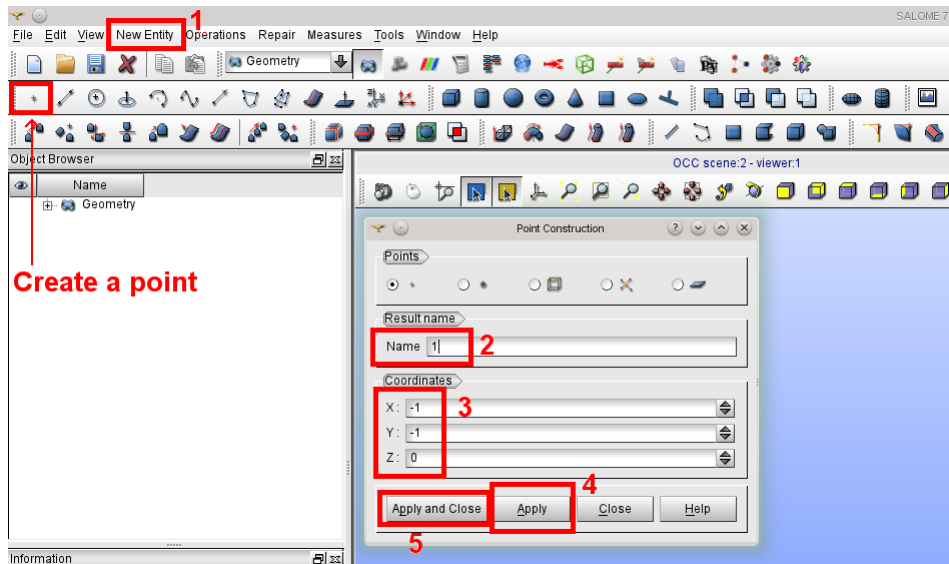 SALOME 7
1
File Edit View New Entity Operations Repair Measures Tools Window Help
Geometry
Object Browser
OCC scene:2 - viewer:1
Name
Geometry
Point Construction
Points
Create a point
Result name
Name 1 2
Coordinates
X: -1 3
Y: -1
Z: 0
4
Apply and Close Apply Close Help
5
Information